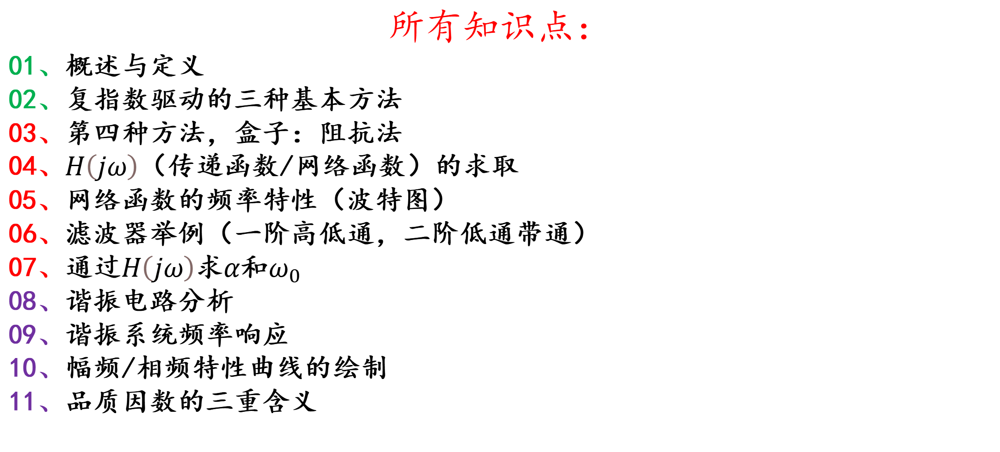 所有知识点：
01、概述与定义
02、复指数驱动的三种基本方法
03、第四种方法，盒子：阻抗法
04、H(jω)（传递函数/网络函数）的求取
05、网络函数的频率特性（波特图）
06、滤波器举例（一阶高低通，二阶低通带通）
07、通过H(jω)求α和ω₀
08、谐振电路分析
09、谐振系统频率响应
10、幅频/相频特性曲线的绘制
11、品质因数的三重含义